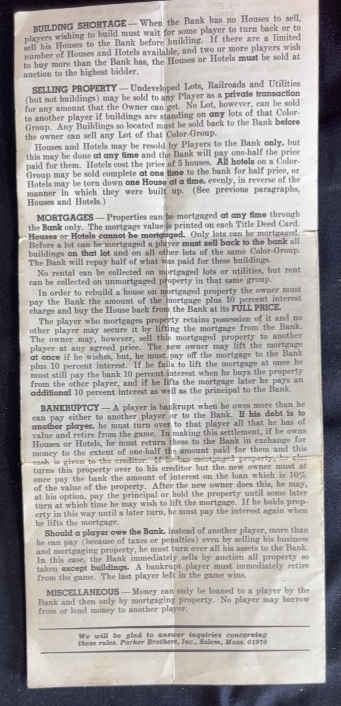 BUILDING SHORTAGE — When the Bank has no Houses to sell,
players wishing to build must wait for some player to turn back or to
sell his Houses to the Bank before building. If there are a limited
number of Houses and Hotels available, and two or more players wish
to buy more than the Bank has, the Houses or Hotels must be sold at
auction to the highest bidder.
SELLING PROPERTY — Undeveloped Lots, Railroads and Utilities
(but not buildings) may be sold to any Player as a private transaction
for any amount that the Owner can get. No Lot, however, can be sold
to another player if buildings are standing on any lots of that Color-
Group. Any Buildings so located must be sold back to the Bank before
the owner can sell any Lot of that Color-Group.
Houses and Hotels may be resold by Players to the Bank only, but
this may be done at any time and the Bank will pay one-half the price
paid for them. Hotels cost the price of 5 houses. All hotels on a Color-
Group may be sold complete at one time to the bank for half price, or
Hotels may be torn down one House at a time, evenly, in reverse of the
manner in which they were built up. (See previous paragraphs,
Houses and Hotels.)
MORTGAGES — Properties can be mortgaged at any time through
the Bank only. The mortgage value is printed on each Title Deed Card.
Houses or Hotels cannot be mortgaged. Only lots can be mortgaged.
Before a lot can be mortgaged a player must sell back to the bank all
buildings on that lot and on all other lots of the same Color-Group.
The Bank will repay half of what was paid for these buildings.
No rental can be collected on mortgaged lots or utilities, but rent
can be collected on unmortgaged property in that same group.
In order to rebuild a house on mortgaged property the owner must
pay the Bank the amount of the mortgage plus 10 percent interest
charge and buy the House back from the Bank at its FULL PRICE.
The player who mortgages property retains possession of it and no
other player may secure it by lifting the mortgage from the Bank.
The owner may, however, sell this mortgaged property to another
player at any agreed price. The new owner may lift the mortgage
at once if he wishes, but, he must pay off the mortgage to the Bank
plus 10 percent interest. If he fails to lift the mortgage at once he
must still pay the bank 10 percent interest when he buys the property
from the other player, and if he lifts the mortgage later he pays an
additional 10 percent interest as well as the principal to the Bank.
BANKRUPTCY — A player is bankrupt when he owes more than he
can pay either to another player or to the Bank. If his debt is to
another player, he must turn over to that player all that he has of
value and retire from the game. In making this settlement, if he owns
Houses or Hotels, he must return these to the Bank in exchange for
money to the extent of one-half the amount paid for them and this
cash is given to the creditor. If he
turns this property over to his creditor but the new owner must at
once pay the bank the amount of interest on the loan which is 10%
of the value of the property. After the new owner does this, he may,
at his option, pay the principal or hold the property until some later
turn at which time he may wish to lift the mortgage. If he holds prop-
erty in this way until a later turn, he must pay the interest again when
he lifts the mortgage.
Should a player owe the Bank, instead of another player, more than
he can pay (because of taxes or penalties) even by selling his business
and mortgaging property, he must turn over all his assets to the Bank.
In this case, the Bank immediately sells by auction all property so
taken except buildings. A bankrupt player must immediately retire
from the game. The last player left in the game wins.
MISCELLANEOUS — Money can only be loaned to a player by the
Bank and then only by mortgaging property. No player may borrow
from or lend money to another player.
We will be glad to answer inquiries concerning
these rules. Parker Brothers, Inc., Salem, Mass. 01970